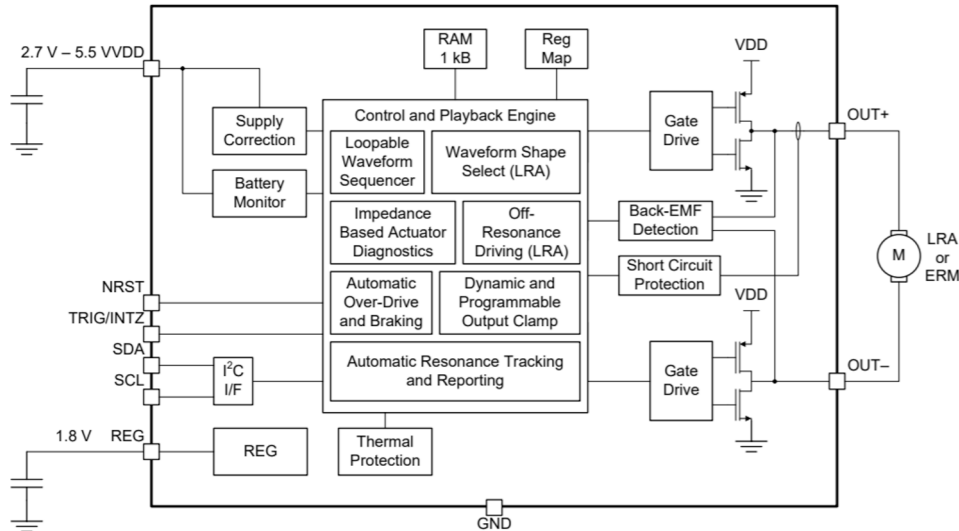 2.7 V – 5.5 VVDD
RAM
1 kB
Reg
Map
VDD
Supply
Correction
Control and Playback Engine
Loopable
Waveform
Sequencer
Waveform Shape
Select (LRA)
Gate
Drive
OUT+
Battery
Monitor
Impedance
Based Actuator
Diagnostics
Off-
Resonance
Driving (LRA)
Back-EMF
Detection
M
LRA
or
ERM
Short Circuit
Protection
NRST
TRIG/INTZ
Automatic
Over-Drive
and Braking
Dynamic and
Programmable
Output Clamp
VDD
SDA
SCL
I²C
I/F
Automatic Resonance Tracking
and Reporting
Gate
Drive
OUT–
1.8 V
REG
REG
Thermal
Protection
GND